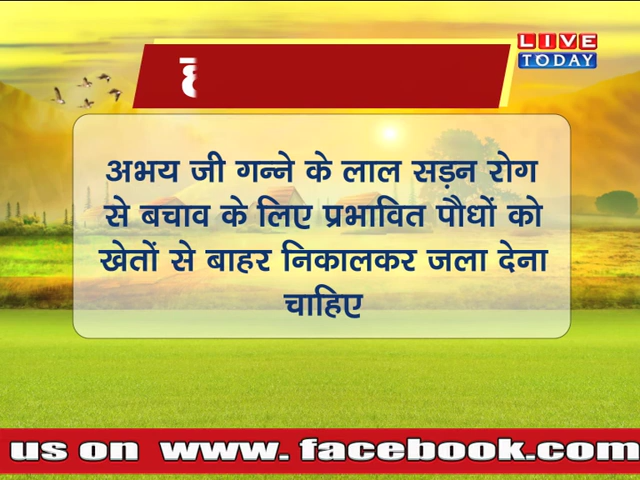 LIVE
TODAY
अभय जी गन्ने के लाल सड़न रोग
से बचाव के लिए प्रभावित पौधों को
खेतों से बाहर निकालकर जला देना
चाहिए
us on www. facebook.com